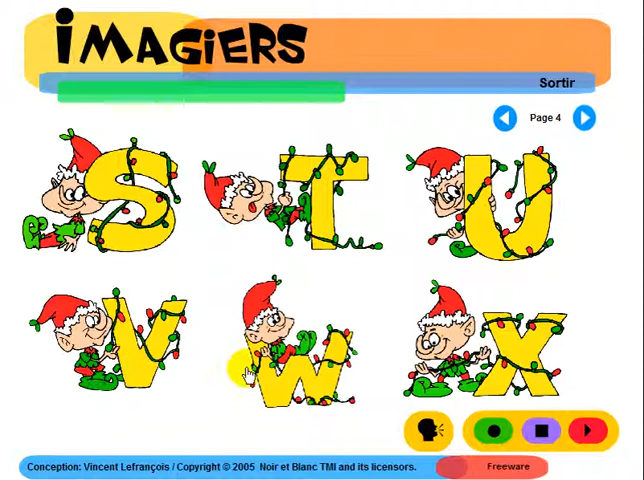 iMAGiERS
Sortir
Page 4
S T U
V W X
Conception: Vincent Lefrançois / Copyright © 2005 Noir et Blanc TMI and its licensors.
Freeware